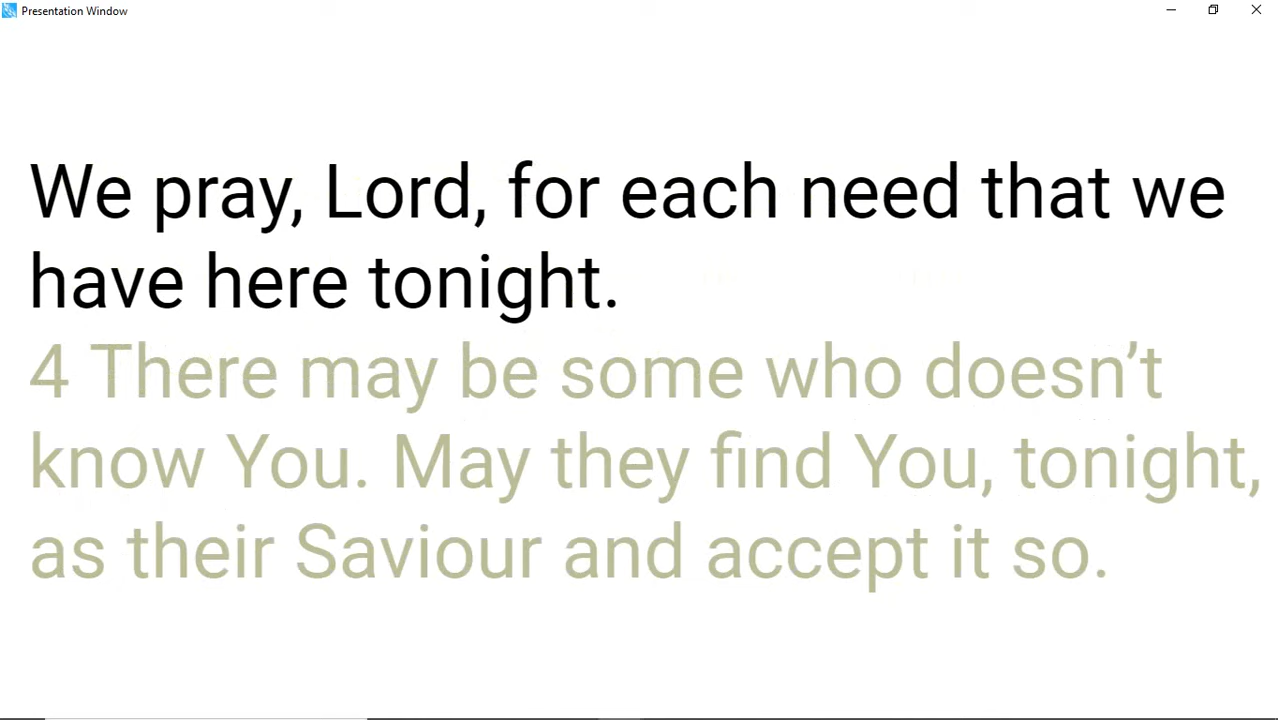 Presentation Window
We pray, Lord, for each need that we
have here tonight.
4 There may be some who doesn’t
know You. May they find You, tonight,
as their Saviour and accept it so.